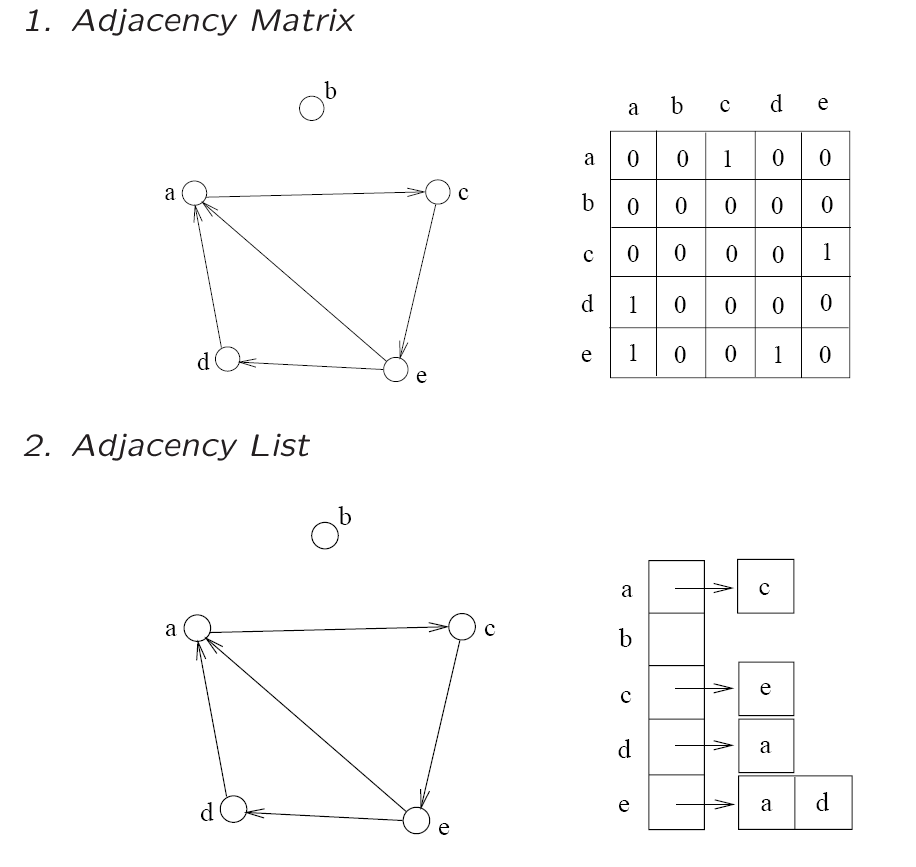 1. Adjacency Matrix
b
a
c
d
e
a b c d e
a 0 0 1 0 0
b 0 0 0 0 0
c 0 0 0 0 1
d 1 0 0 0 0
e 1 0 0 1 0
2. Adjacency List
b
a
c
d
e
a c
b
c e
d a
e a d